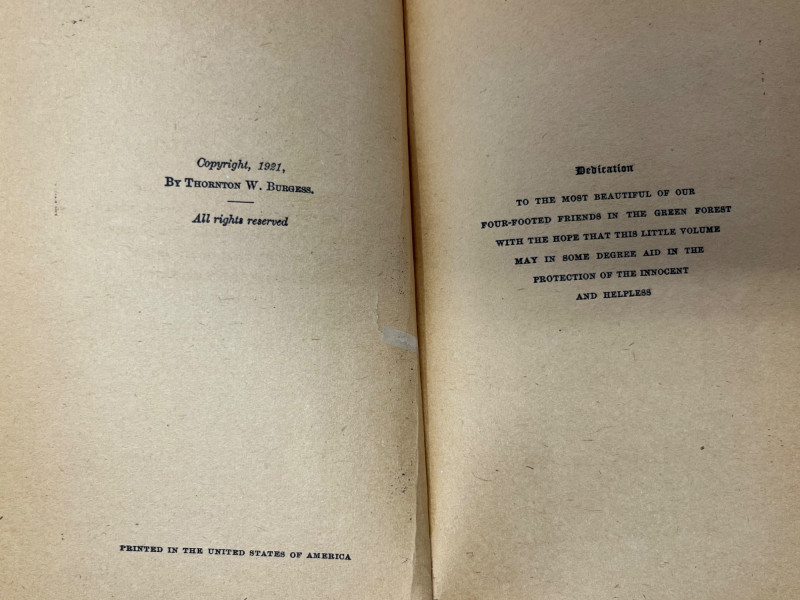 Copyright, 1921,
By Thornton W. Burgess.
All rights reserved
PRINTED IN THE UNITED STATES OF AMERICA
Dedication
TO THE MOST BEAUTIFUL OF OUR
FOUR-FOOTED FRIENDS IN THE GREEN FOREST
WITH THE HOPE THAT THIS LITTLE VOLUME
MAY IN SOME DEGREE AID IN THE
PROTECTION OF THE INNOCENT
AND HELPLESS